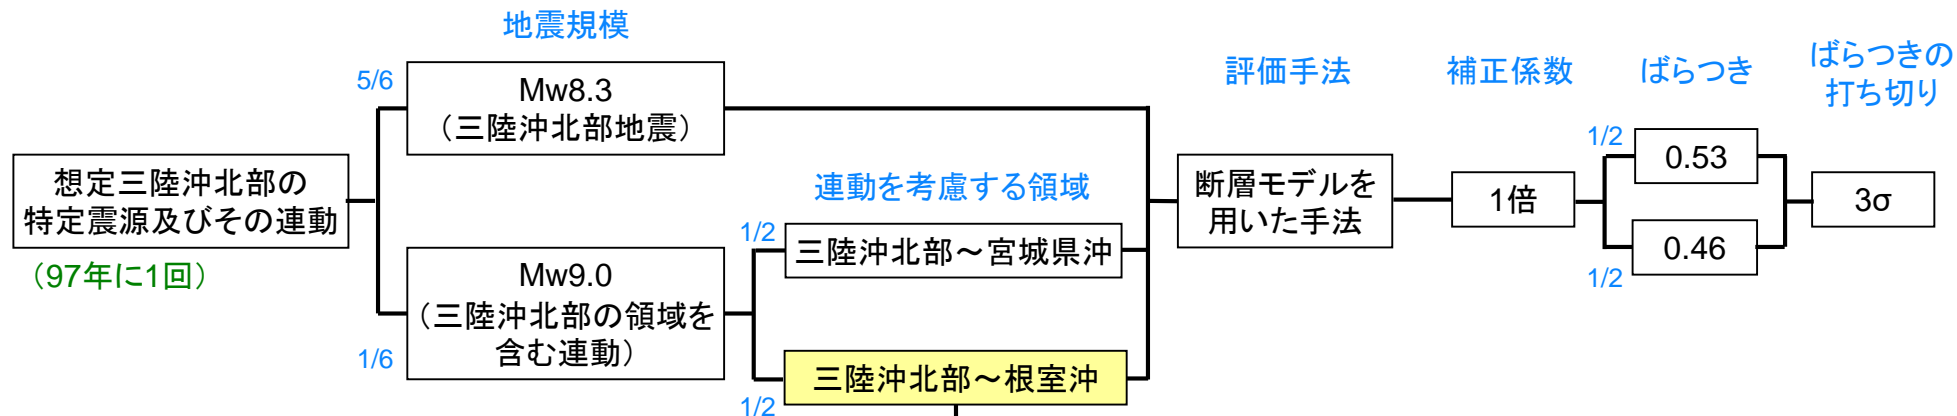 地震規模
5/6
Mw8.3
（三陸沖北部地震）
想定三陸沖北部の
特定震源及びその連動
（97年に1回）
1/6
Mw9.0
（三陸沖北部の領域を
含む連動）
連動を考慮する領域
1/2
三陸沖北部～宮城県沖
三陸沖北部～根室沖
1/2
評価手法
断層モデルを
用いた手法
補正係数
1倍
ばらつき
1/2
0.53
0.46
1/2
ばらつきの
打ち切り
3σ